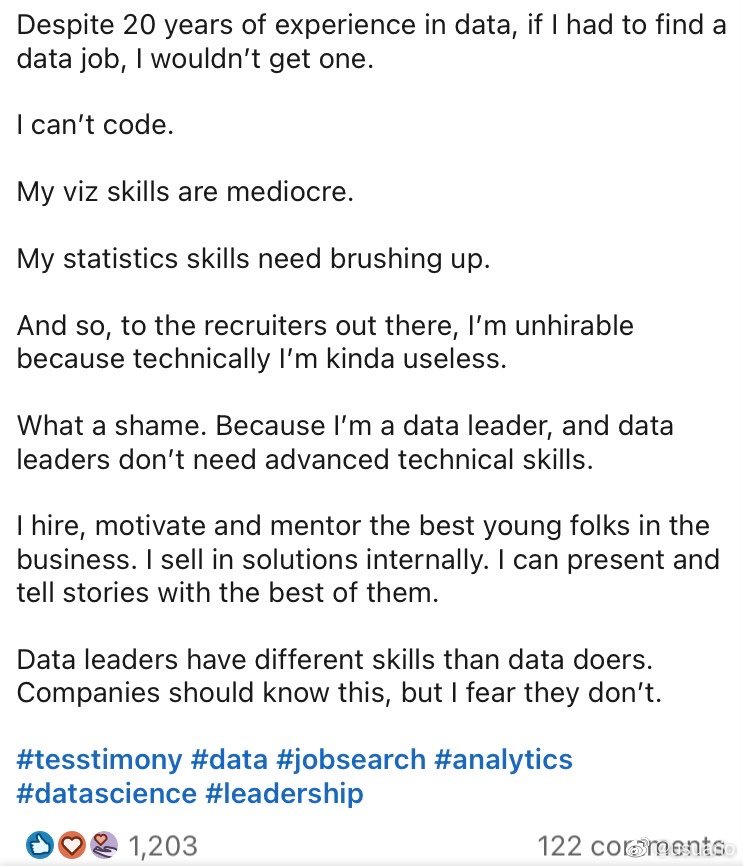 Despite 20 years of experience in data, if I had to find a
data job, I wouldn't get one.
I can't code.
My viz skills are mediocre.
My statistics skills need brushing up.
And so, to the recruiters out there, I'm unhirable
because technically I'm kinda useless.
What a shame. Because I'm a data leader, and data
leaders don't need advanced technical skills.
I hire, motivate and mentor the best young folks in the
business. I sell in solutions internally. I can present and
tell stories with the best of them.
Data leaders have different skills than data doers.
Companies should know this, but I fear they don't.
#tesstimony #data #jobsearch #analytics
#datascience #leadership
1,203 122 comments